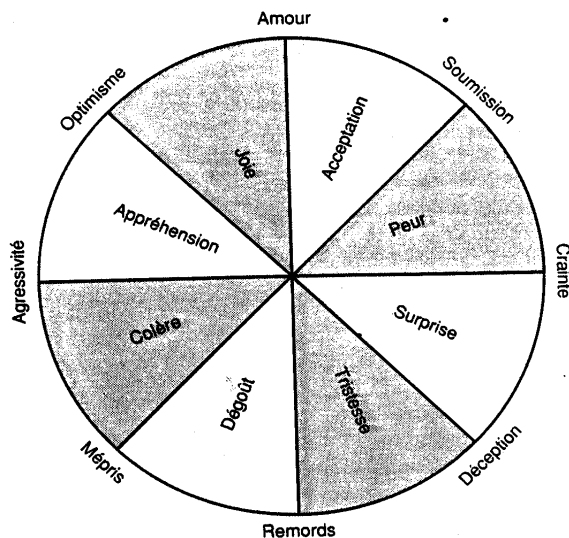 Amour
Soumission
Crainte
Déception
Remords
Mépris
Agressivité
Optimisme
Joie
Acceptation
Peur
Surprise
Tristesse
Dégoût
Colère
Appréhension